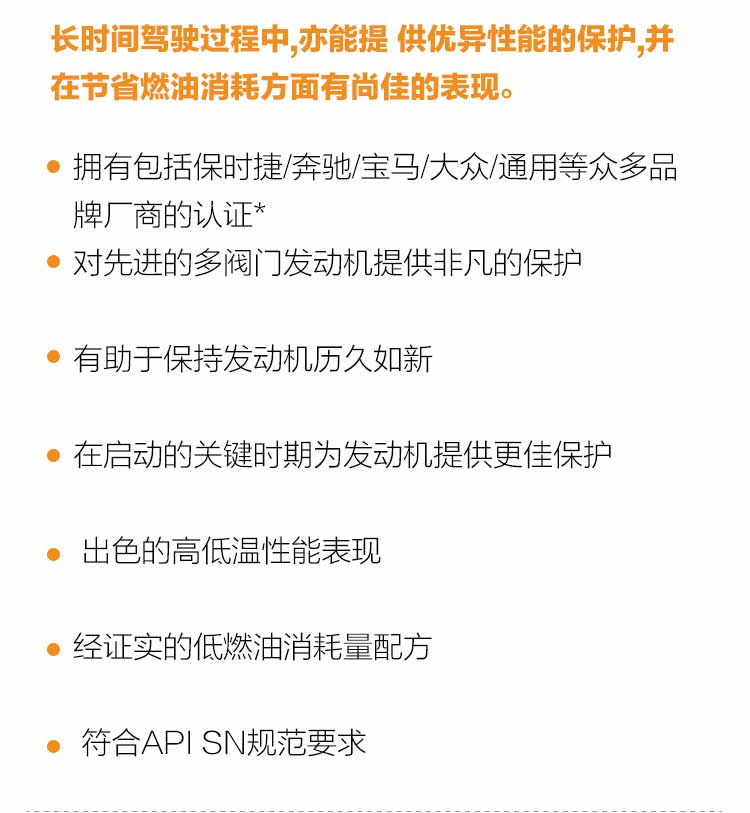 长时间驾驶过程中,亦能提 供优异性能的保护,并
在节省燃油消耗方面有尚佳的表现。
• 拥有包括保时捷/奔驰/宝马/大众/通用等众多品
牌厂商的认证*
• 对先进的多阀门发动机提供非凡的保护
• 有助于保持发动机历久如新
• 在启动的关键时期为发动机提供更佳保护
• 出色的高低温性能表现
• 经证实的低燃油消耗量配方
• 符合API SN规范要求